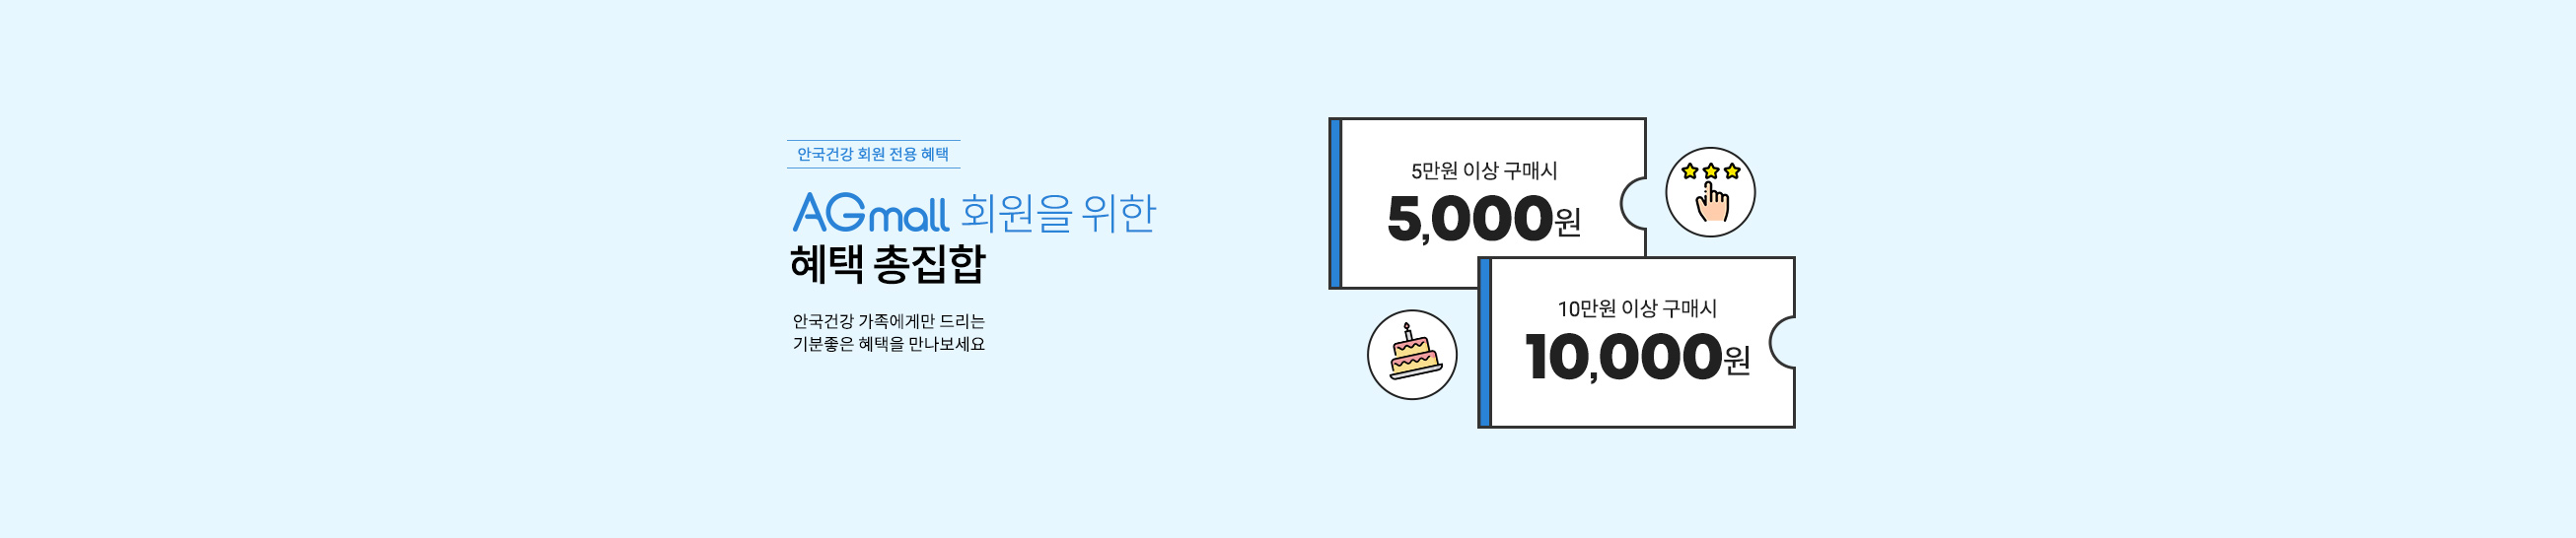 안국건강 회원 전용 혜택
AGmall 회원을 위한
혜택 총집합
안국건강 가족에게만 드리는
기분좋은 혜택을 만나보세요
5만원 이상 구매시
5,000원
10만원 이상 구매시
10,000원